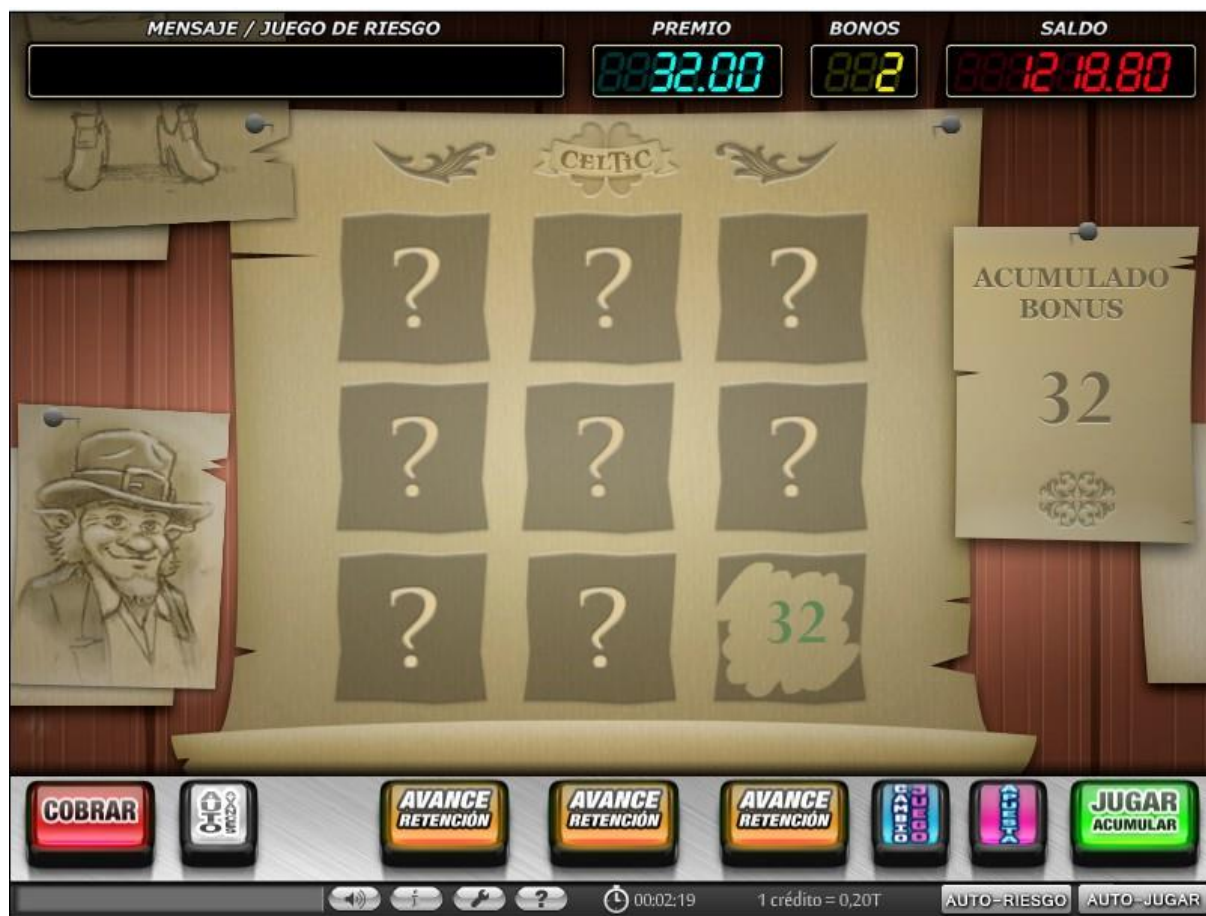 MENSAJE / JUEGO DE RIESGO
PREMIO
BONOS
SALDO
32.00
2
1218.80
CELTIC
? ? ?
ACUMULADO
BONUS
32
? ? ?
? ? 32
COBRAR
AVANCE
RETENCIÓN
AVANCE
RETENCIÓN
AVANCE
RETENCIÓN
CAMBIO
JUEGO
APUESTA
JUGAR
ACUMULAR
i
?
00:02:19
1 crédito = 0,20T
AUTO-RIESGO
AUTO-JUGAR